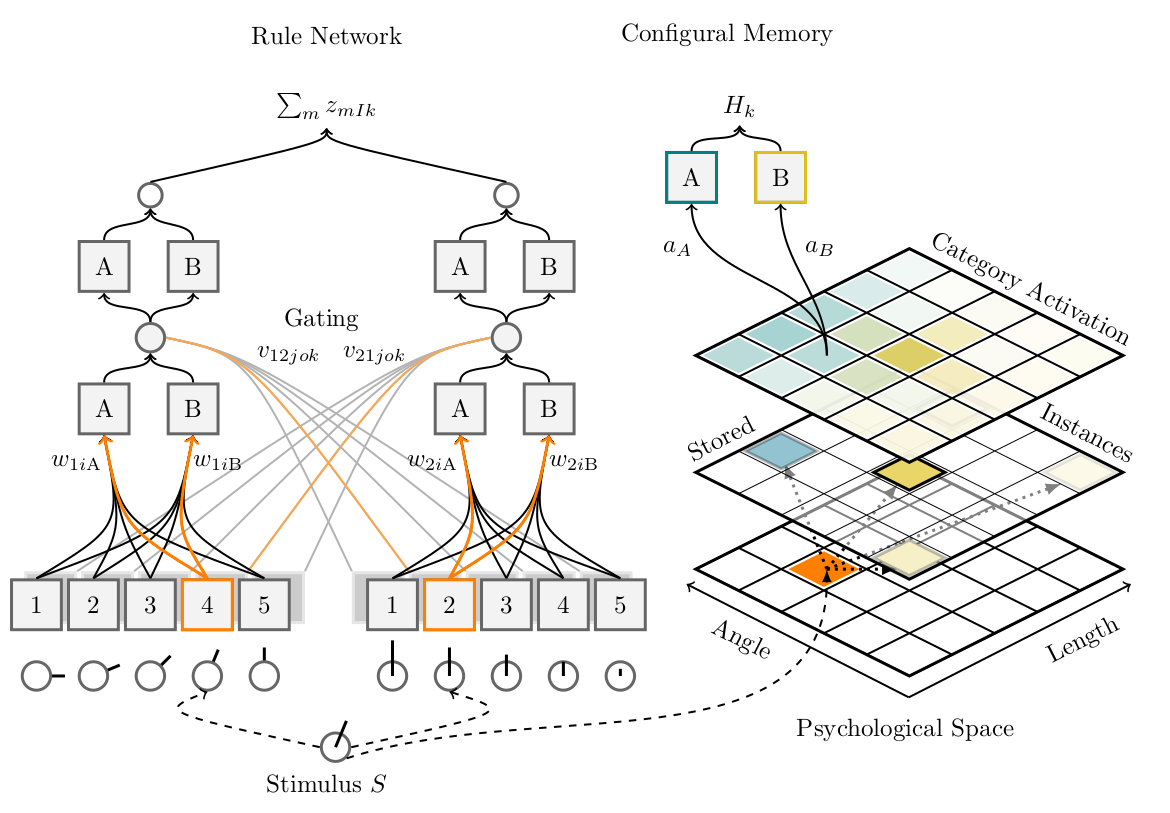 Rule Network
Configural Memory
∑ₘ z_{mIk}
H_k
A
B
a_A
a_B
A
B
A
B
Category Activation
Gating
v_{12jok}
v_{21jok}
A
B
A
B
Stored
Instances
w_{1iA}
w_{1iB}
w_{2iA}
w_{2iB}
1 2 3 4 5
1 2 3 4 5
Angle
Length
Psychological Space
Stimulus S